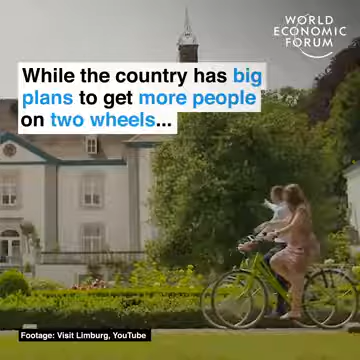 WORLD
ECONOMIC
FORUM
While the country has big
plans to get more people
on two wheels...
Footage: Visit Limburg, YouTube